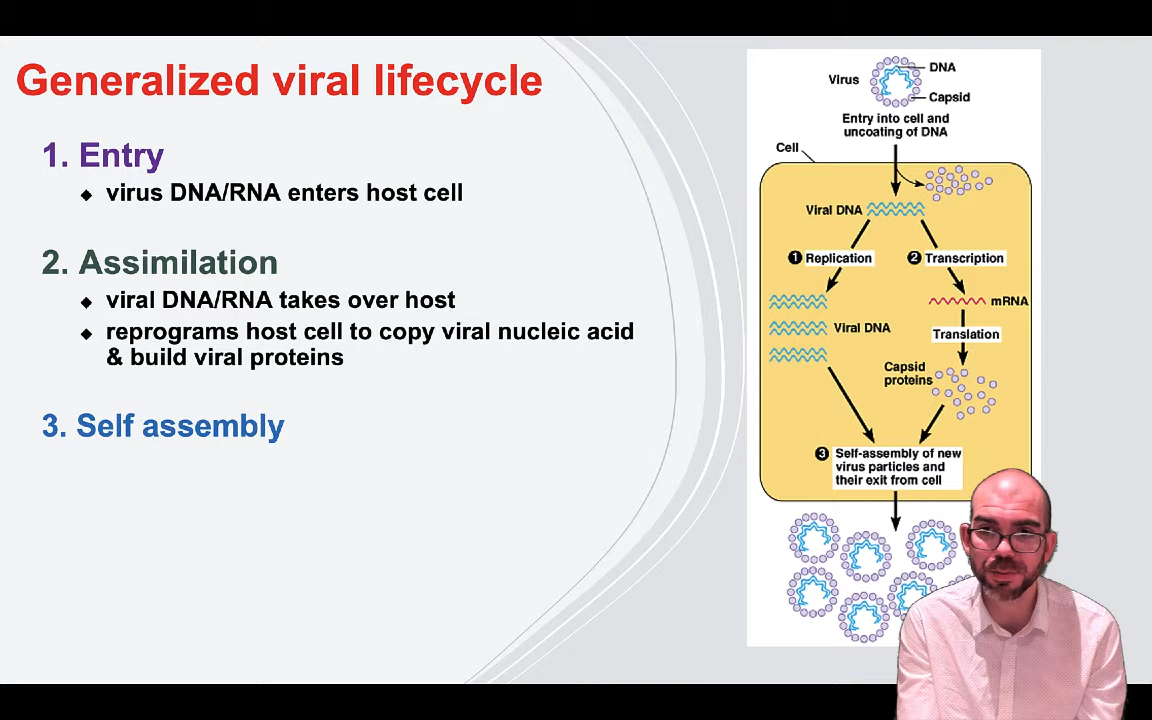 Generalized viral lifecycle
1. Entry
◆ virus DNA/RNA enters host cell
2. Assimilation
◆ viral DNA/RNA takes over host
◆ reprograms host cell to copy viral nucleic acid
& build viral proteins
3. Self assembly
Virus
DNA
Capsid
Entry into cell and
uncoating of DNA
Cell
Viral DNA
1 Replication
2 Transcription
mRNA
Viral DNA
Translation
Capsid
proteins
3 Self-assembly of new
virus particles and
their exit from cell